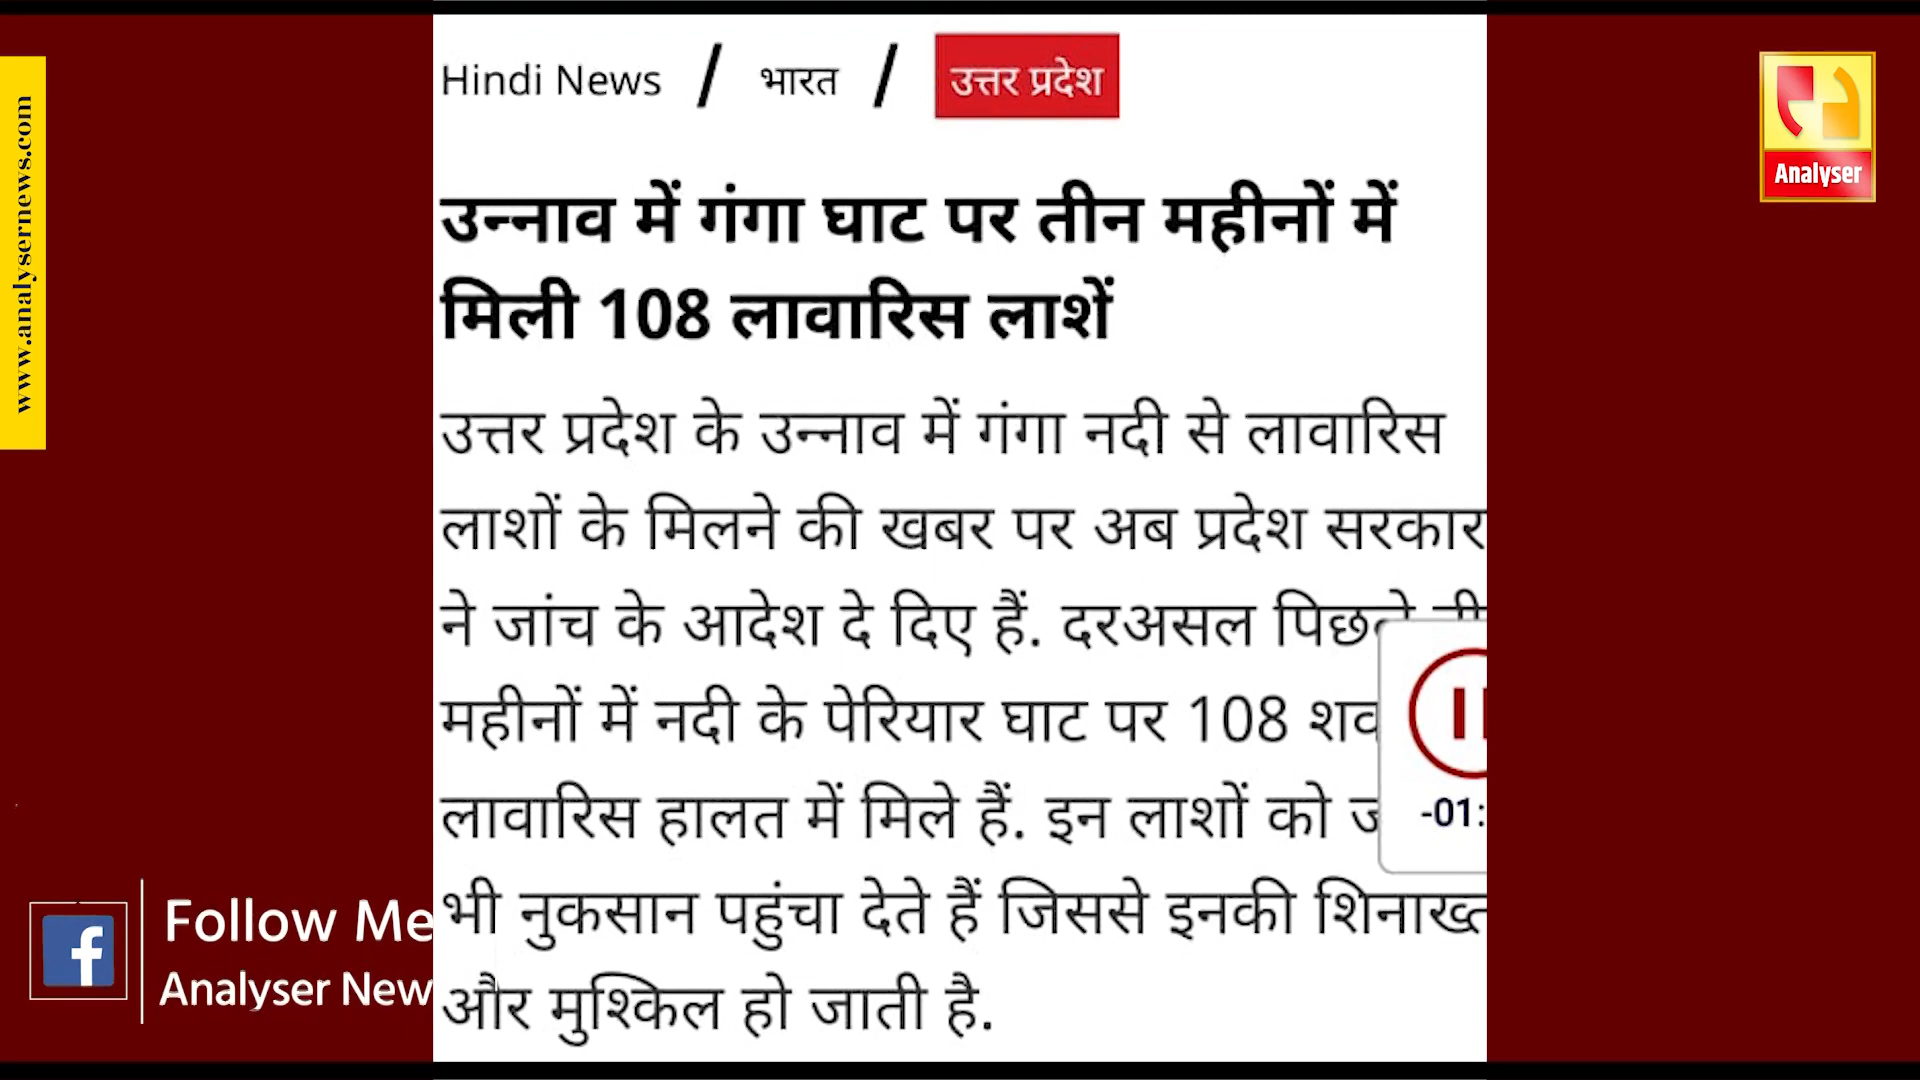 www.analysernews.com
Hindi News / भारत / उत्तर प्रदेश
Analyser
उन्नाव में गंगा घाट पर तीन महीनों में
मिली 108 लावारिस लाशें
उत्तर प्रदेश के उन्नाव में गंगा नदी से लावारिस
लाशों के मिलने की खबर पर अब प्रदेश सरकार
ने जांच के आदेश दे दिए हैं. दरअसल
महीनों में नदी के पेरियार घाट पर 108
लावारिस हालत में मिले हैं. इन लाशों को
-01:
भी नुकसान पहुंचा देते हैं जिससे इनकी शिनाख्त
और मुश्किल हो जाती है.
Follow Me
Analyser New